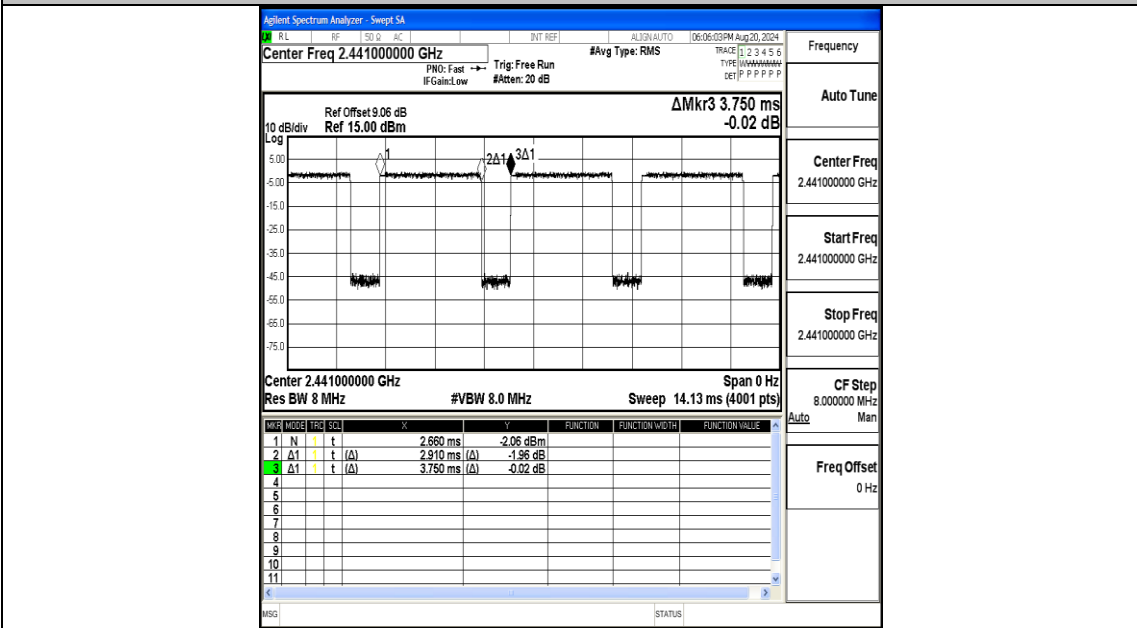 Agilent Spectrum Analyzer - Swept SA
RL RF 50 Ω AC INT REF ALIGNAUTO 06:06:03PM Aug20, 2024
Center Freq 2.441000000 GHz
#Avg Type: RMS
TRACE 1 2 3 4 5 6
PNO: Fast
Trig: Free Run
TYPE
IFGain:Low
#Atten: 20 dB
DET P P P P P P
Frequency
Auto Tune
ΔMkr3 3.750 ms
-0.02 dB
Ref Offset 9.06 dB
10 dB/div Ref 15.00 dBm
Log
1
2Δ1
3Δ1
5.00
-5.00
-15.0
-25.0
-35.0
-45.0
-55.0
-65.0
-75.0
Center Freq
2.441000000 GHz
Start Freq
2.441000000 GHz
Stop Freq
2.441000000 GHz
Center 2.441000000 GHz Span 0 Hz
Res BW 8 MHz #VBW 8.0 MHz Sweep 14.13 ms (4001 pts)
CF Step
8.000000 MHz
Auto Man
MKR MODE TRC SCL X Y FUNCTION FUNCTION WIDTH FUNCTION VALUE
1 N 1 t 2.660 ms -2.06 dBm
2 Δ1 1 t (Δ) 2.910 ms (Δ) -1.96 dB
3 Δ1 1 t (Δ) 3.750 ms (Δ) -0.02 dB
4
5
6
7
8
9
10
11
Freq Offset
0 Hz
MSG STATUS